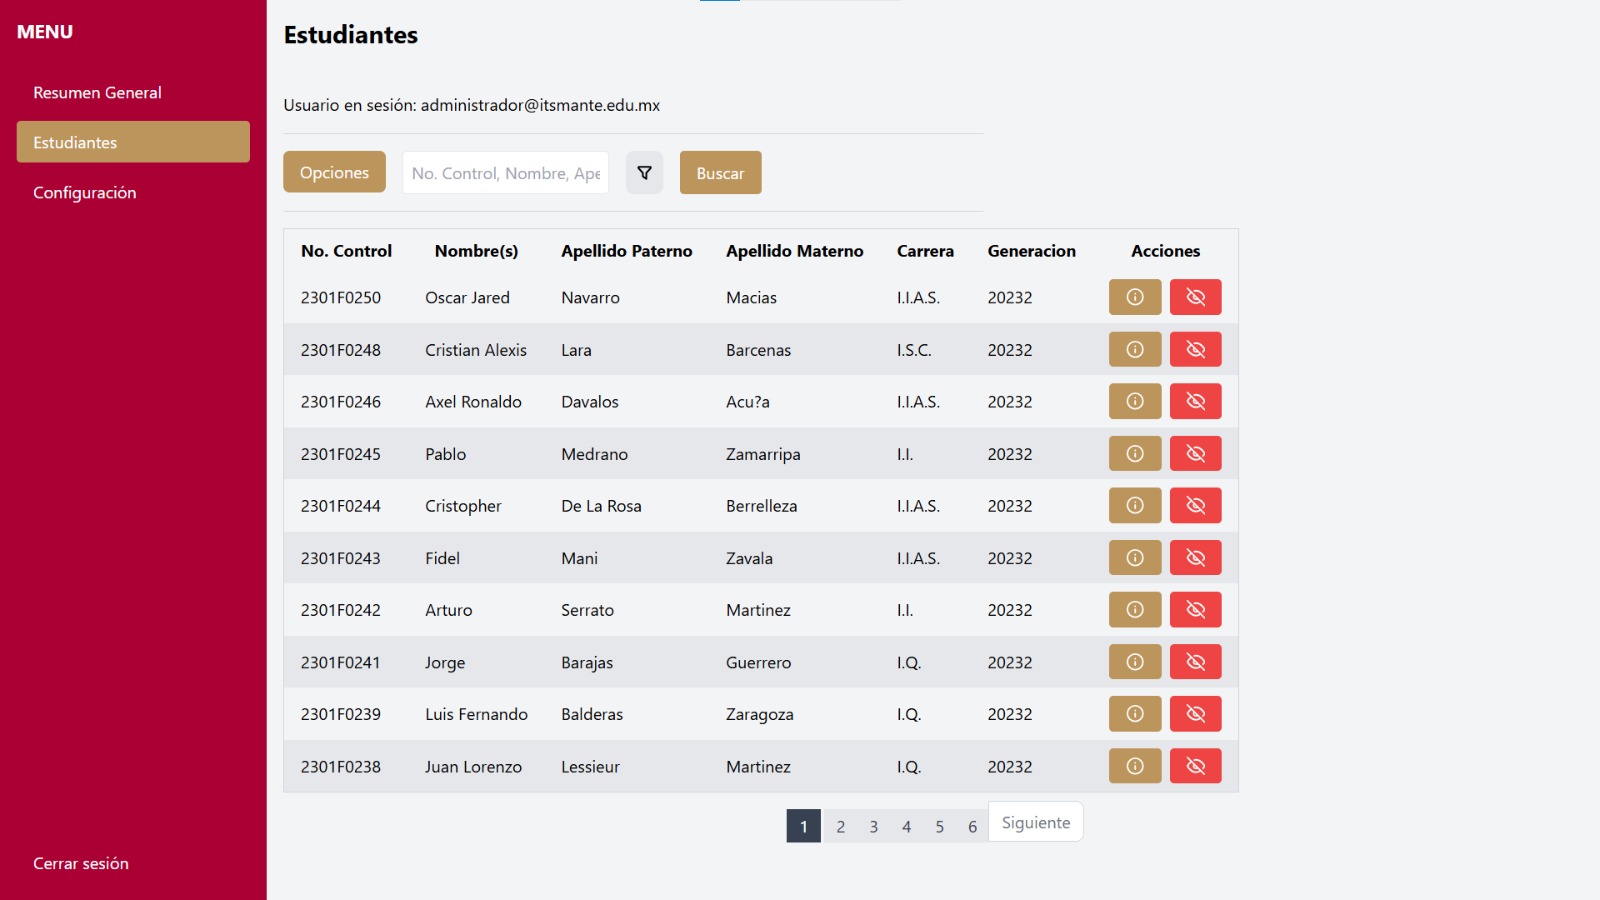 MENU
Resumen General
Estudiantes
Configuración
Cerrar sesión
Estudiantes
Usuario en sesión: administrador@itsmante.edu.mx
Opciones No. Control, Nombre, Ape Buscar
No. Control Nombre(s) Apellido Paterno Apellido Materno Carrera Generacion Acciones
2301F0250 Oscar Jared Navarro Macias I.I.A.S. 20232
2301F0248 Cristian Alexis Lara Barcenas I.S.C. 20232
2301F0246 Axel Ronaldo Davalos Acu?a I.I.A.S. 20232
2301F0245 Pablo Medrano Zamarripa I.I. 20232
2301F0244 Cristopher De La Rosa Berrelleza I.I.A.S. 20232
2301F0243 Fidel Mani Zavala I.I.A.S. 20232
2301F0242 Arturo Serrato Martinez I.I. 20232
2301F0241 Jorge Barajas Guerrero I.Q. 20232
2301F0239 Luis Fernando Balderas Zaragoza I.Q. 20232
2301F0238 Juan Lorenzo Lessieur Martinez I.Q. 20232
1 2 3 4 5 6 Siguiente